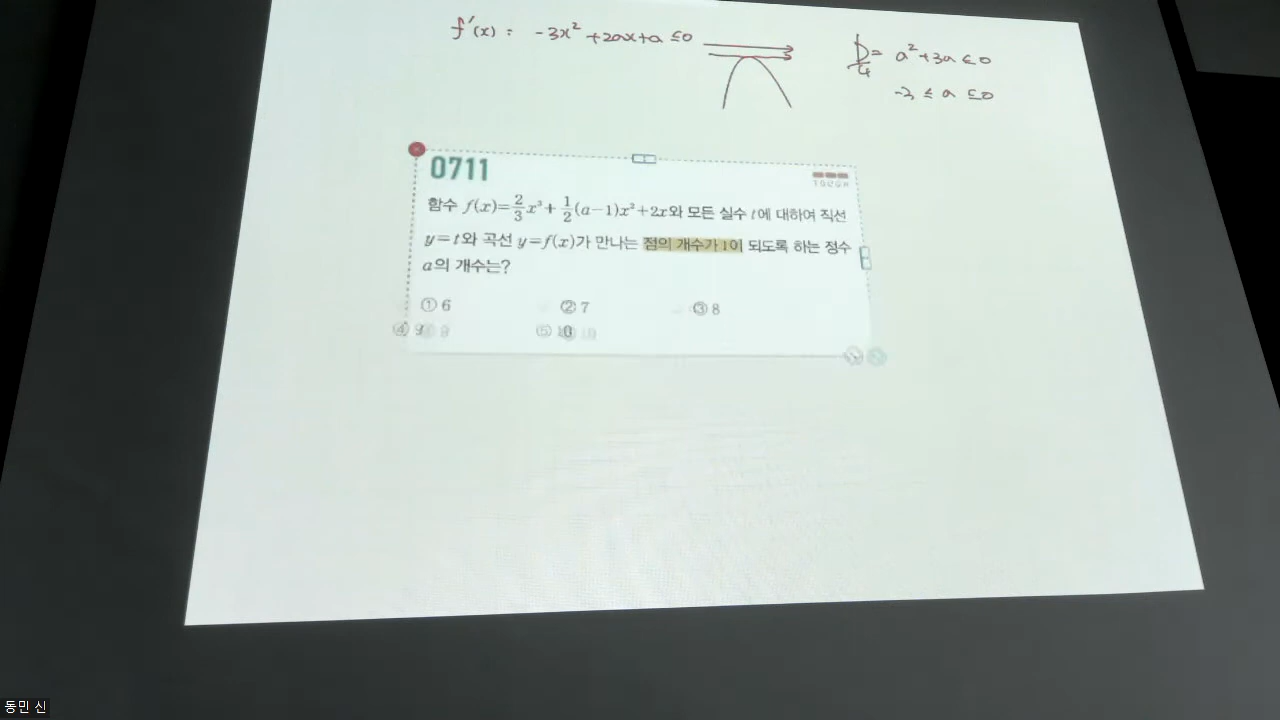 f'(x) = -3x² + 2ax + a ≤ 0
D/4 = a² + 3a ≤ 0
-3 ≤ a ≤ 0
0711
함수 f(x)=2/3x³+1/2(a-1)x²+2x와 모든 실수 t에 대하여 직선
y=t와 곡선 y=f(x)가 만나는 점의 개수가 1이 되도록 하는 정수
a의 개수는?
① 6 ② 7 ③ 8
④ 9 ⑤ 10
동민 신